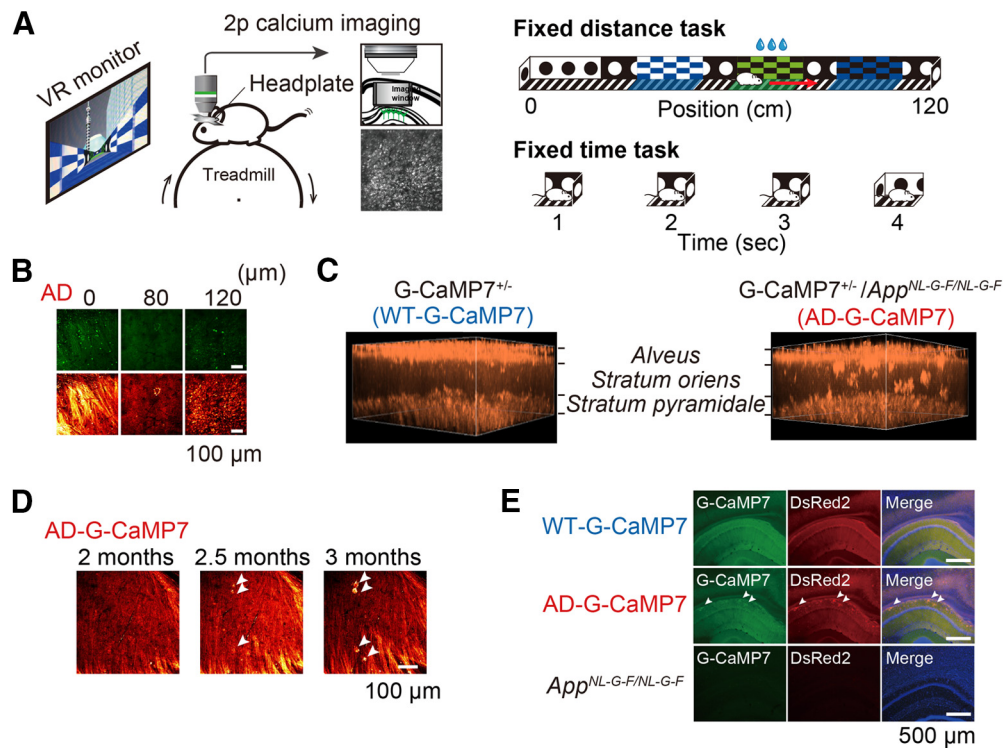 A
2p calcium imaging
VR monitor
Headplate
Imaging
window
Treadmill
Fixed distance task
0
Position (cm)
120
Fixed time task
1 2 3 4
Time (sec)
B
AD
(μm)
0 80 120
100 μm
C
G-CaMP7+/-
(WT-G-CaMP7)
G-CaMP7+/- /AppNL-G-F/NL-G-F
(AD-G-CaMP7)
Alveus
Stratum oriens
Stratum pyramidale
D
AD-G-CaMP7
2 months 2.5 months 3 months
100 μm
E
G-CaMP7 DsRed2 Merge
WT-G-CaMP7
G-CaMP7 DsRed2 Merge
AD-G-CaMP7
G-CaMP7 DsRed2 Merge
AppNL-G-F/NL-G-F
500 μm